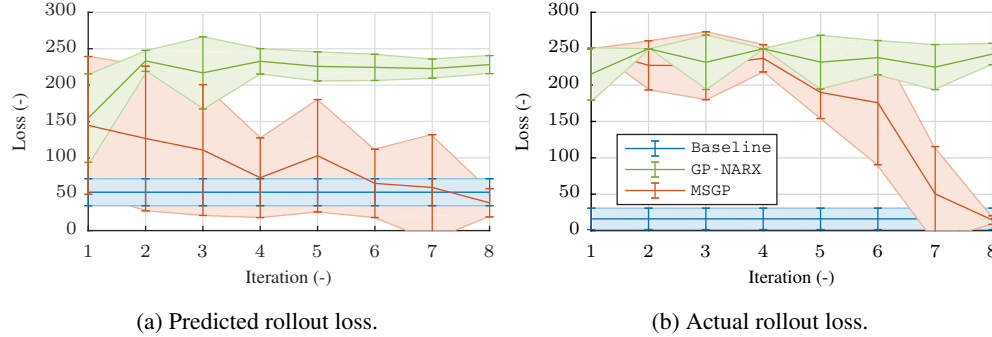 300
250
200
150
100
50
0
Loss (-)
1 2 3 4 5 6 7 8
Iteration (-)
(a) Predicted rollout loss.
300
250
200
150
100
50
0
Loss (-)
Baseline
GP-NARX
MSGP
1 2 3 4 5 6 7 8
Iteration (-)
(b) Actual rollout loss.